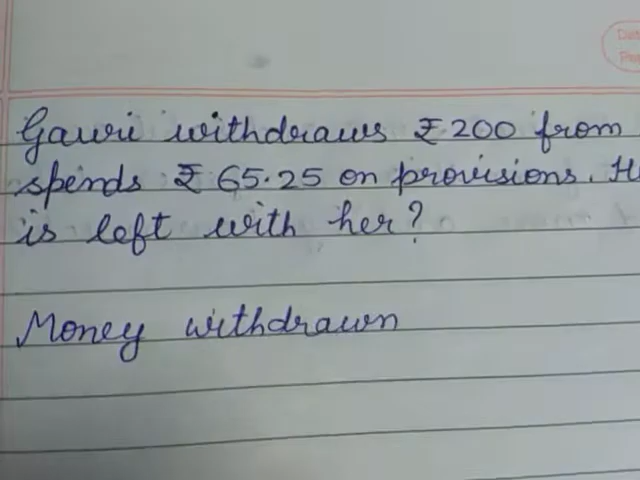 Gauri withdraws ₹ 200 from
spends ₹ 65.25 on provisions.
is left with her?
Money withdrawn